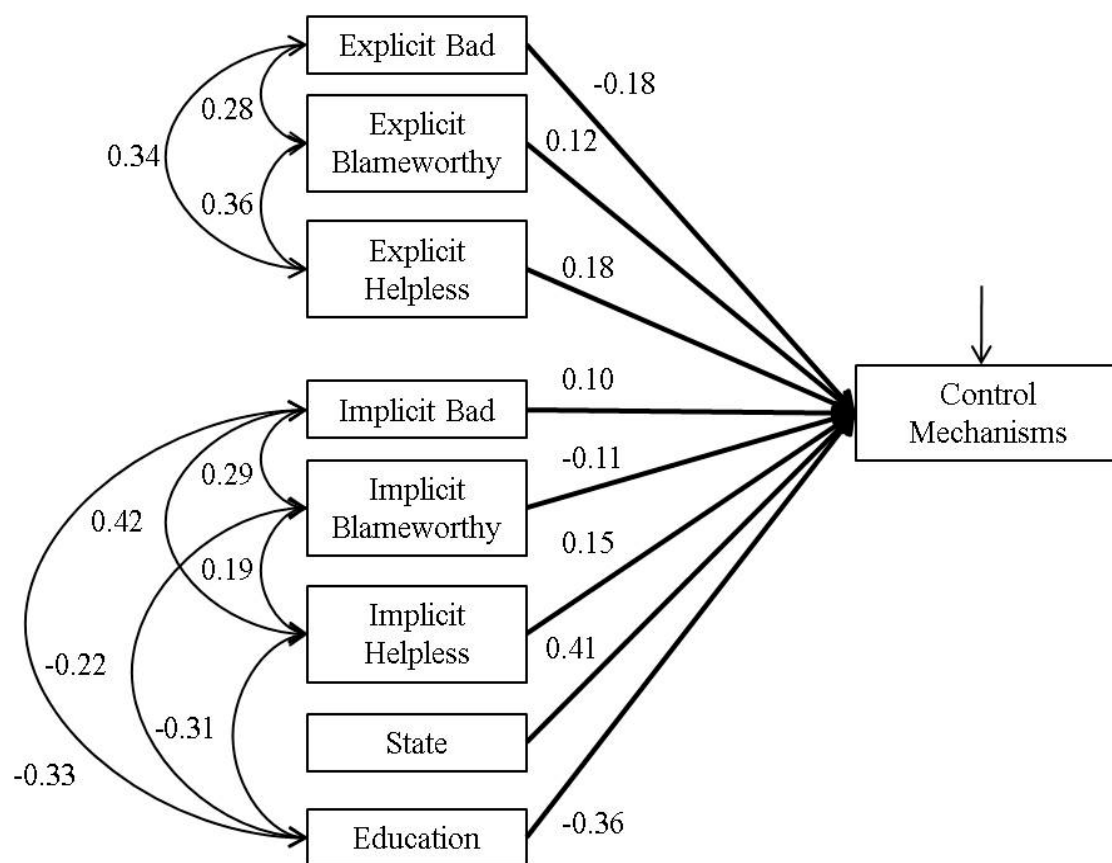 Explicit Bad
-0.18
0.28
Explicit
Blameworthy
0.12
0.34
0.36
Explicit
Helpless
0.18
Implicit Bad
0.10
Control
Mechanisms
0.29
-0.11
0.42
Implicit
Blameworthy
0.15
0.19
Implicit
Helpless
0.41
-0.22
-0.31
State
-0.33
Education
-0.36